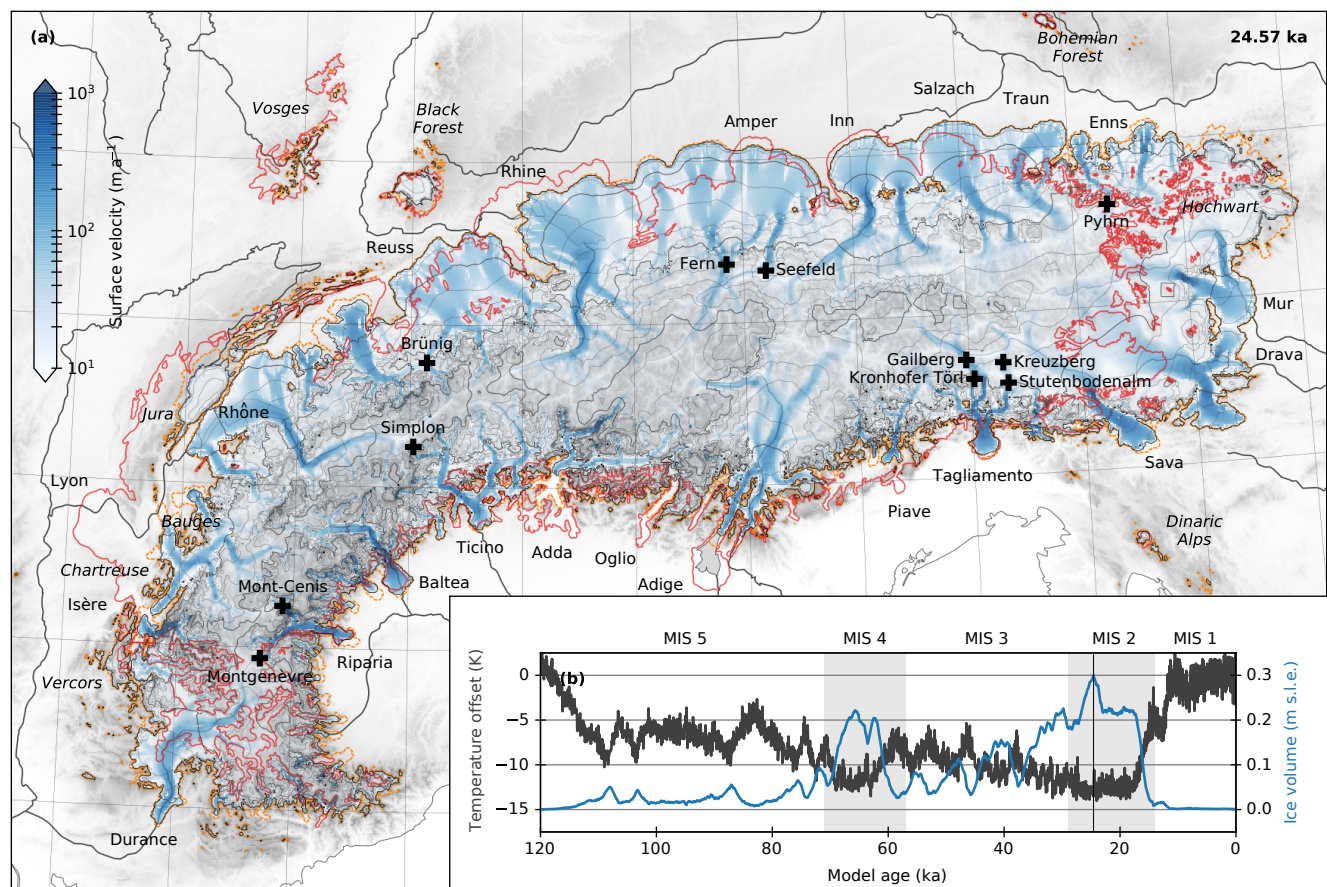 (a)
24.57 ka
10³
10²
10¹
Surface velocity (m a⁻¹)
Bohemian
Forest
Vosges
Black
Forest
Salzach
Traun
Amper
Inn
Enns
Rhine
Hochwart
Pyhrn
Reuss
Fern
Seefeld
Mur
Brünig
Gailberg
Kreuzberg
Drava
Kronhofer Törl
Stutenbodenalm
Jura
Rhône
Simplon
Sava
Tagliamento
Lyon
Piave
Bauges
Dinaric
Alps
Ticino
Adda
Oglio
Adige
Chartreuse
Baltea
Mont-Cenis
Isère
Riparia
Montgenèvre
Vercors
Durance
(b)
MIS 5
MIS 4
MIS 3
MIS 2
MIS 1
Temperature offset (K)
0
−5
−10
−15
0.3
0.2
0.1
0.0
Ice volume (m s.l.e.)
120
100
80
60
40
20
0
Model age (ka)